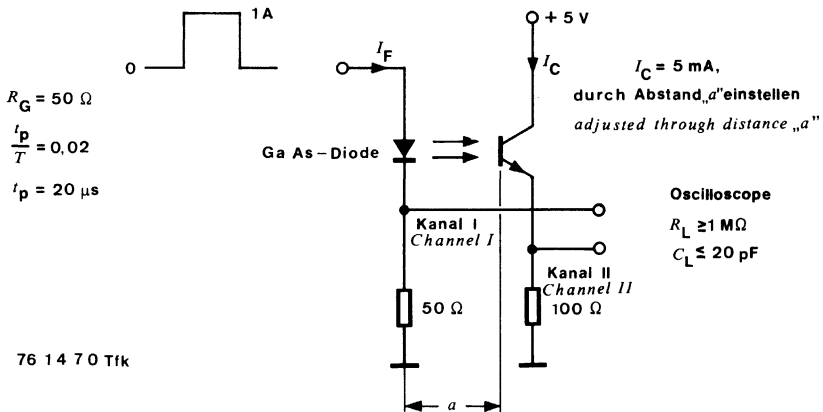 1A
0
+ 5 V
I_F
I_C
R_G = 50 Ω
t_p/T = 0,02
t_p = 20 μs
Ga As–Diode
I_C = 5 mA,
durch Abstand „a" einstellen
adjusted through distance „a"
Oscilloscope
R_L ≥ 1 MΩ
C_L ≤ 20 pF
Kanal I
Channel I
Kanal II
Channel II
50 Ω
100 Ω
76 1470 Tfk
a